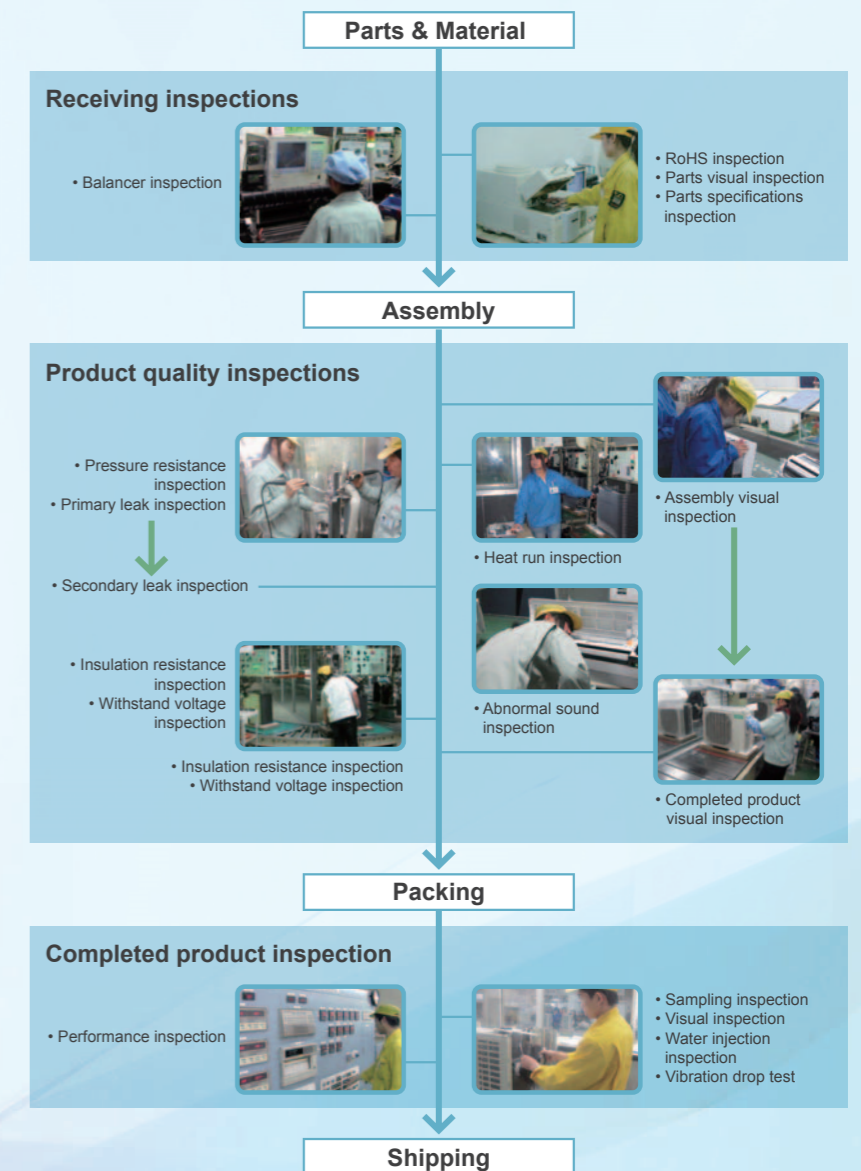 Parts & Material
Receiving inspections
• Balancer inspection
• RoHS inspection
• Parts visual inspection
• Parts specifications
inspection
Assembly
Product quality inspections
• Pressure resistance
inspection
• Primary leak inspection
• Secondary leak inspection
• Heat run inspection
• Assembly visual
inspection
• Insulation resistance
inspection
• Withstand voltage
inspection
• Insulation resistance inspection
• Withstand voltage inspection
• Abnormal sound
inspection
• Completed product
visual inspection
Packing
Completed product inspection
• Performance inspection
• Sampling inspection
• Visual inspection
• Water injection
inspection
• Vibration drop test
Shipping